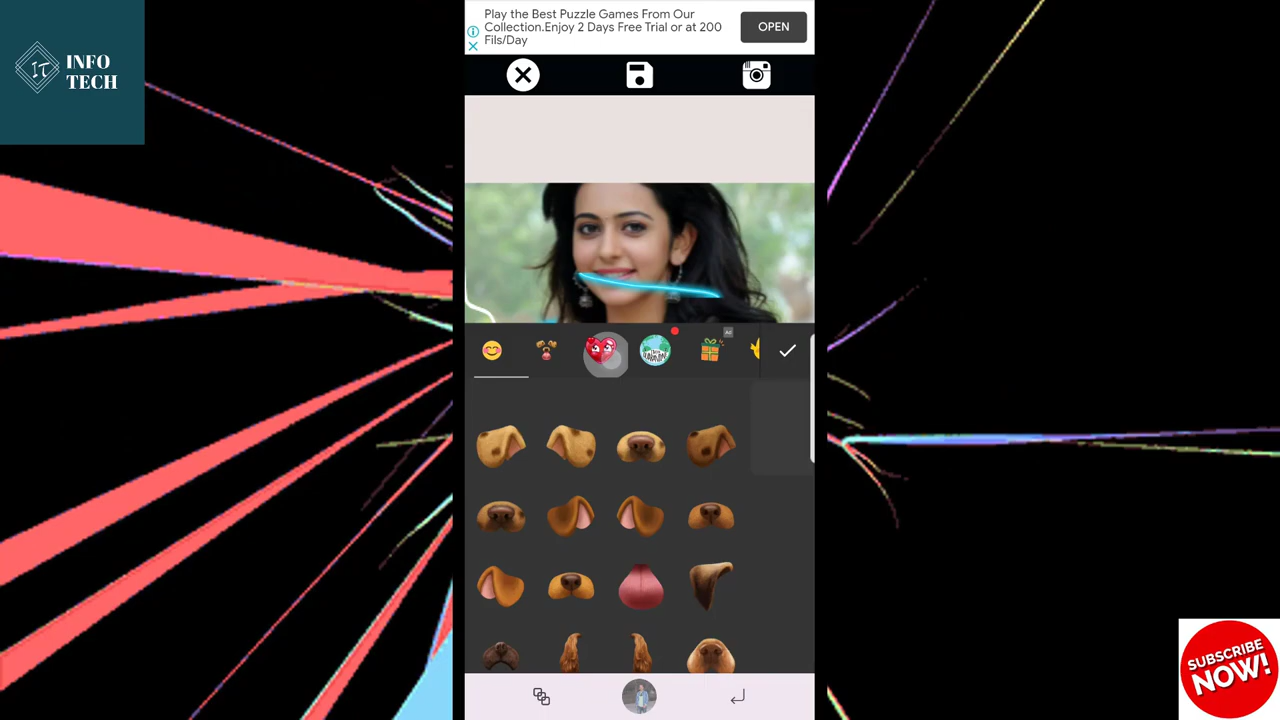 INFO
TECH
Play the Best Puzzle Games From Our
Collection.Enjoy 2 Days Free Trial or at 200
Fils/Day
OPEN
Ad
SUBSCRIBE
NOW!